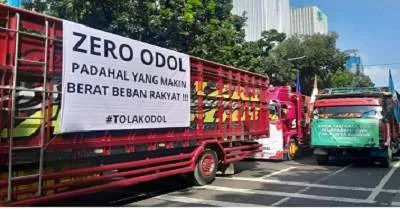 ZERO ODOL
PADAHAL YANG MAKIN
BERAT BEBAN RAKYAT !!!
#TOLAKODOL